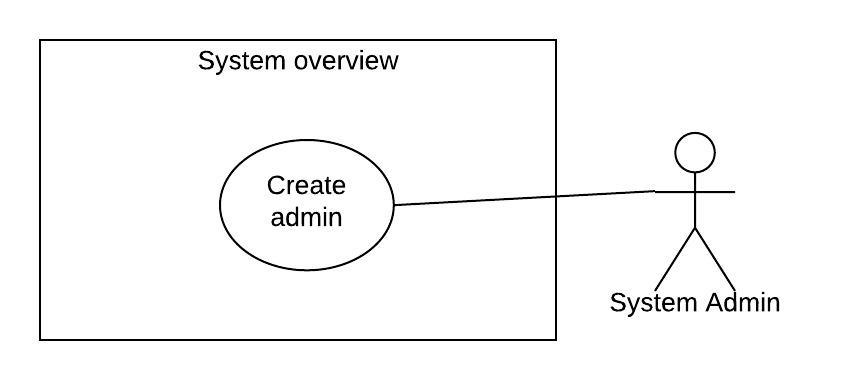 System overview
Create
admin
System Admin